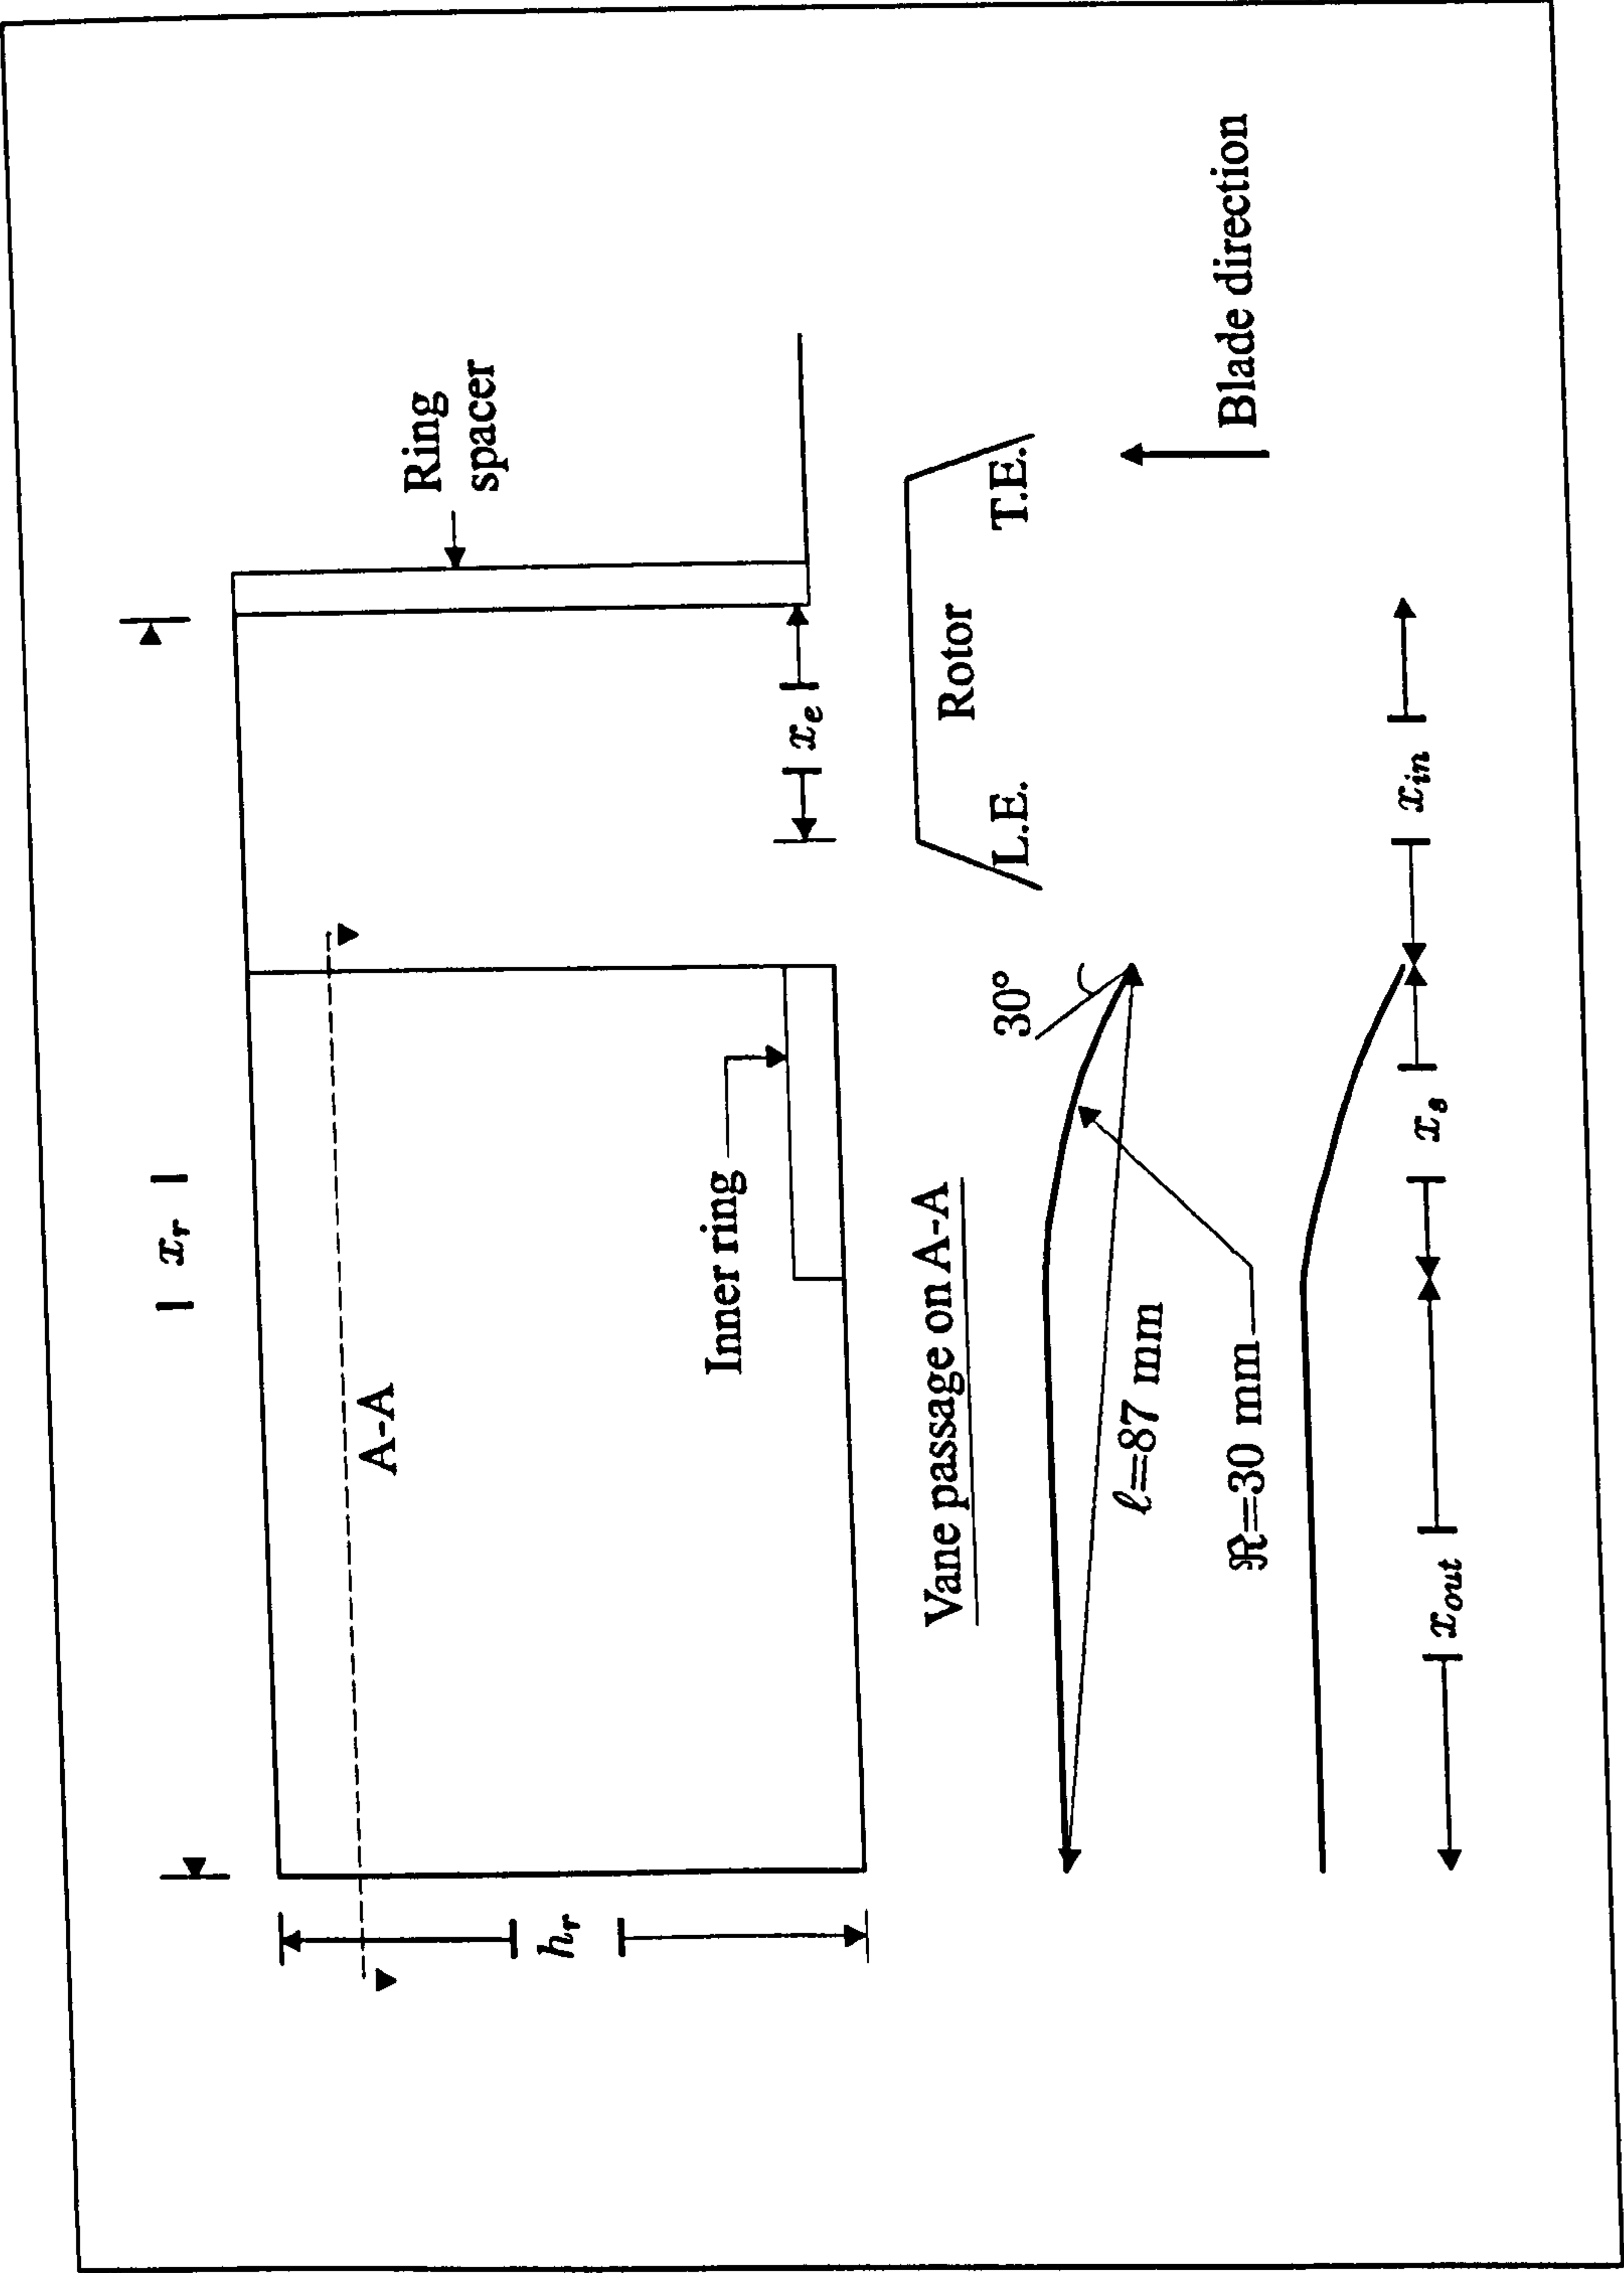 x_r
A-A
Ring
spacer
Inner ring
x_e
h_r
Rotor
L.E.
T.E.
Vane passage on A-A
30°
ℓ=87 mm
ℜ=30 mm
Blade direction
x_out
x_s
x_in